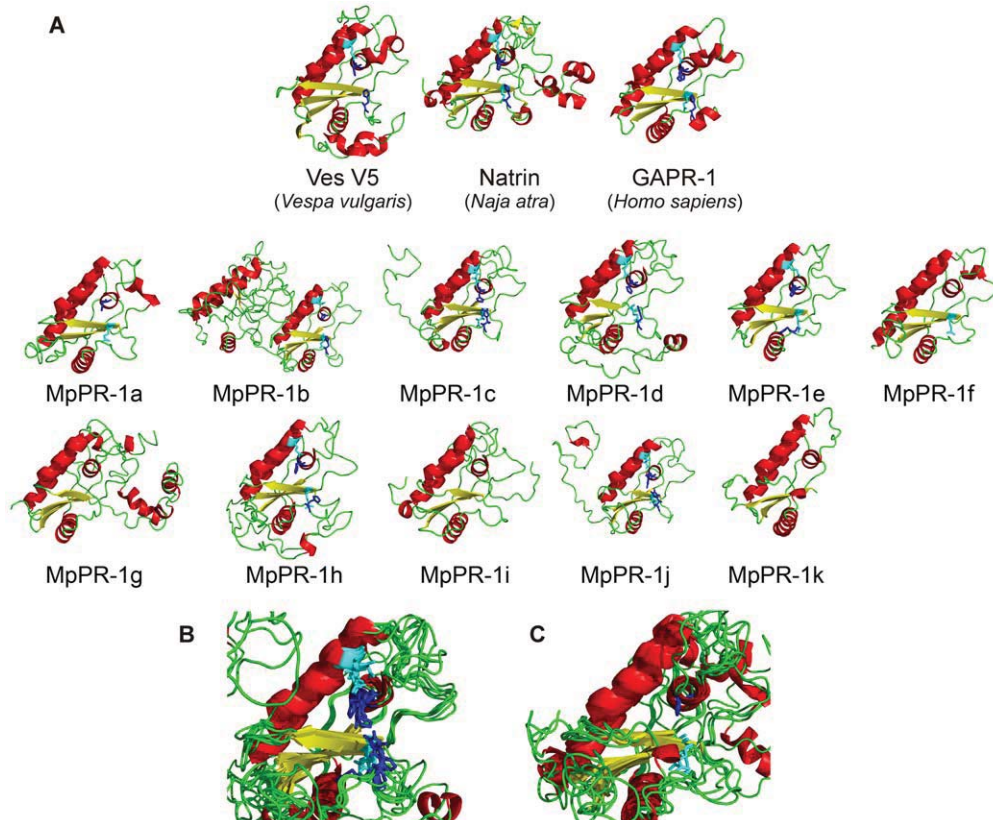 A
Ves V5 Natrin GAPR-1
(Vespa vulgaris) (Naja atra) (Homo sapiens)
MpPR-1a MpPR-1b MpPR-1c MpPR-1d MpPR-1e MpPR-1f
MpPR-1g MpPR-1h MpPR-1i MpPR-1j MpPR-1k
B C